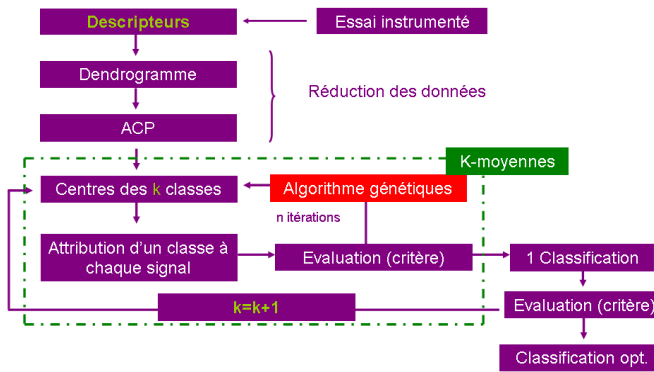 Descripteurs
Essai instrumenté
Dendrogramme
Réduction des données
ACP
K-moyennes
Centres des k classes
Algorithme génétiques
n itérations
Attribution d'un classe à
chaque signal
Evaluation (critère)
1 Classification
k=k+1
Evaluation (critère)
Classification opt.